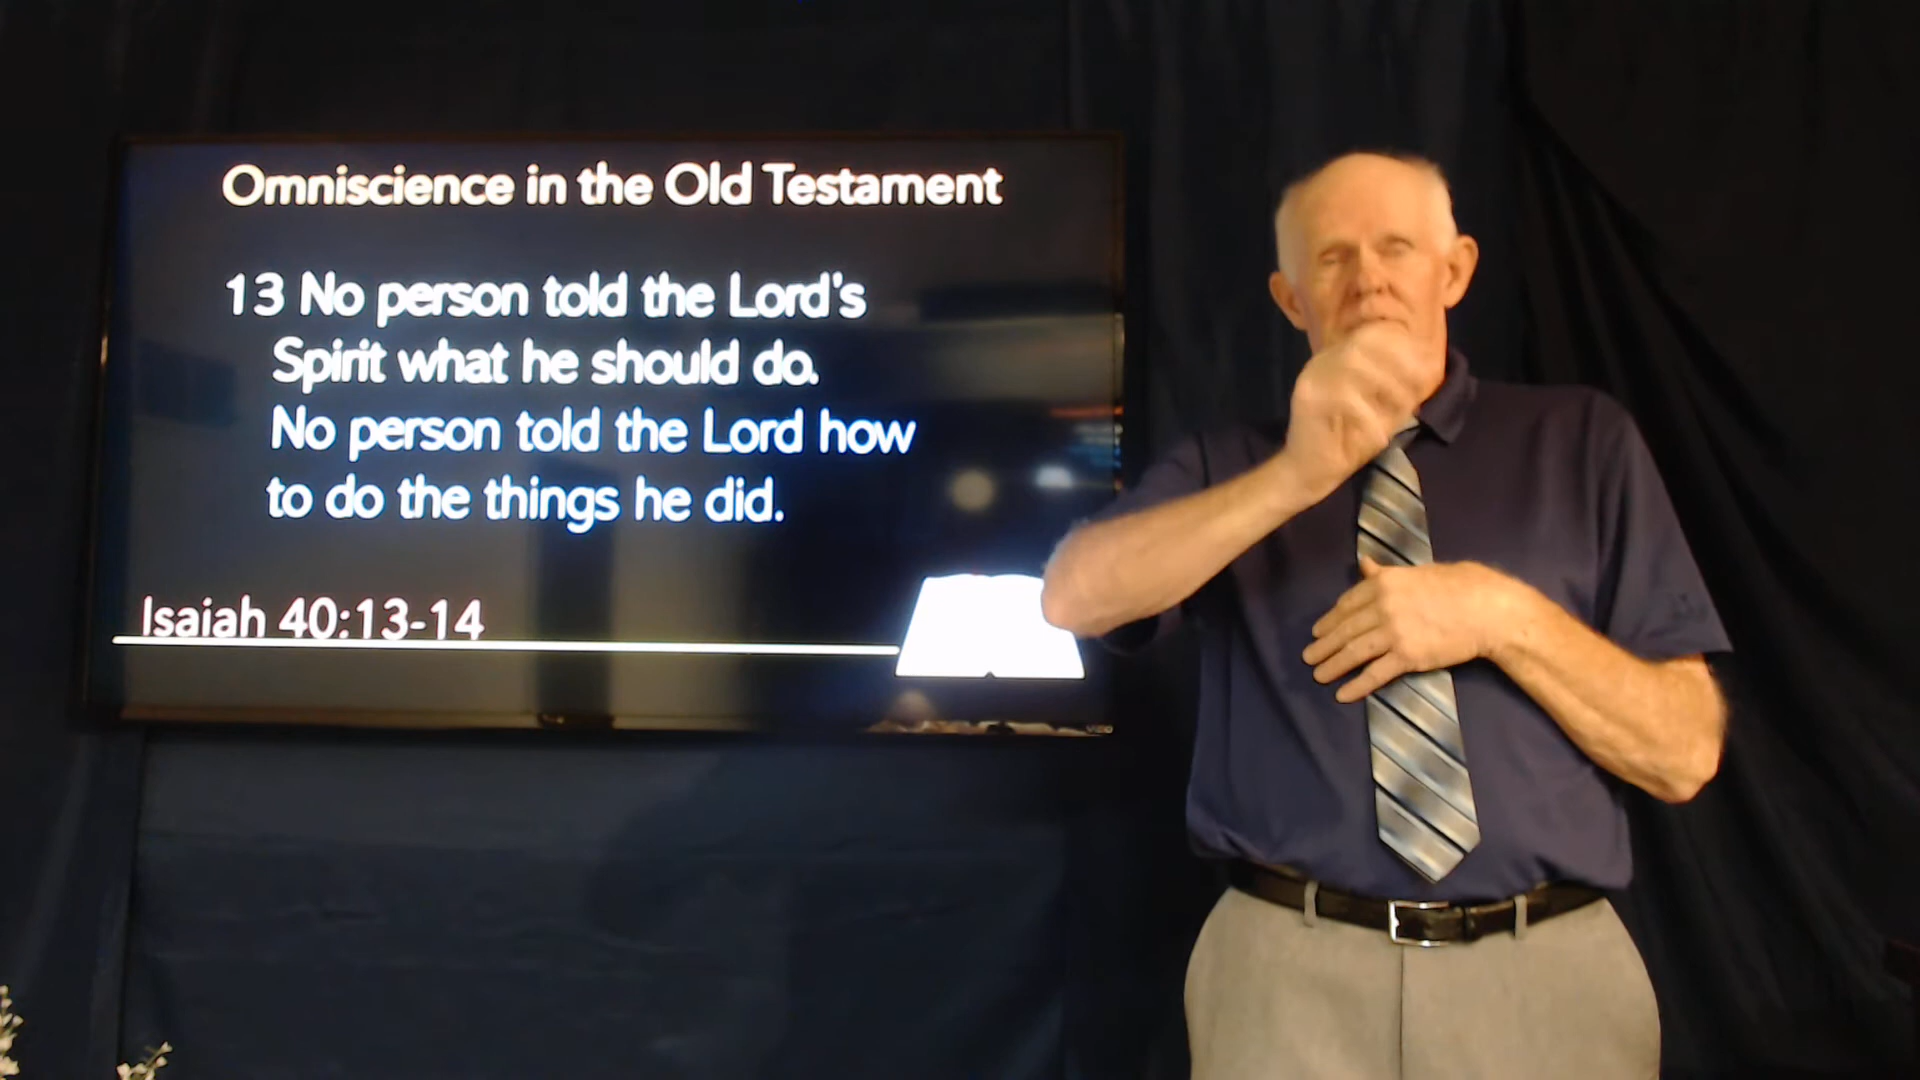 Omniscience in the Old Testament
13 No person told the Lord's
Spirit what he should do.
No person told the Lord how
to do the things he did.
Isaiah 40:13-14
VIZIO